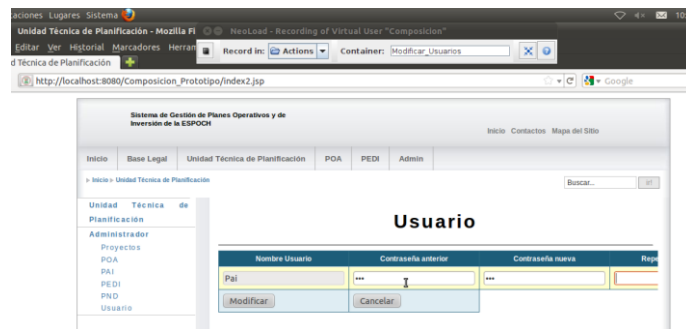 aciones Lugares Sistema
10:
Unidad Técnica de Planificación - Mozilla Fi
NeoLoad - Recording of Virtual User "Composicion"
Editar Ver Historial Marcadores Herram
Record in: Actions Container: Modificar_Usuarios
d Técnica de Planificación
http://localhost:8080/Composicion_Prototipo/index2.jsp
Google
Sistema de Gestión de Planes Operativos y de
Inversión de la ESPOCH
Inicio Contactos Mapa del Sitio
Inicio Base Legal Unidad Técnica de Planificación POA PEDI Admin
> Inicio > Unidad Técnica de Planificación
Buscar...
Unidad Técnica de
Planificación
Administrador
Proyectos
POA
PAI
PEDI
PND
Usuario
Usuario
Nombre Usuario Contraseña anterior Contraseña nueva Repe
Pai ••• •••
Modificar Cancelar